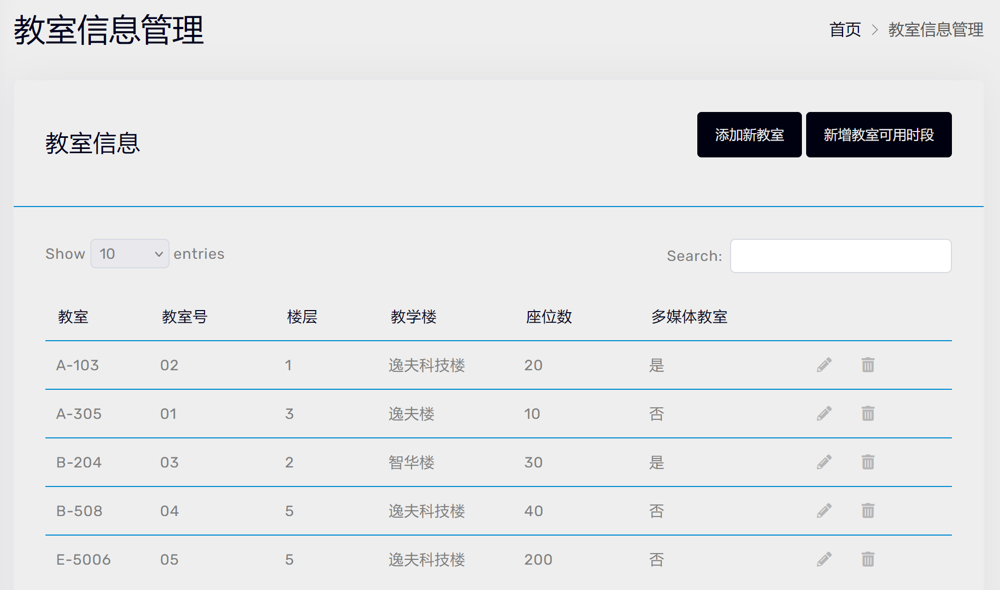 教室信息管理
首页 > 教室信息管理
教室信息
添加新教室 新增教室可用时段
Show 10 entries Search:
教室 教室号 楼层 教学楼 座位数 多媒体教室
A-103 02 1 逸夫科技楼 20 是
A-305 01 3 逸夫楼 10 否
B-204 03 2 智华楼 30 是
B-508 04 5 逸夫科技楼 40 否
E-5006 05 5 逸夫科技楼 200 否